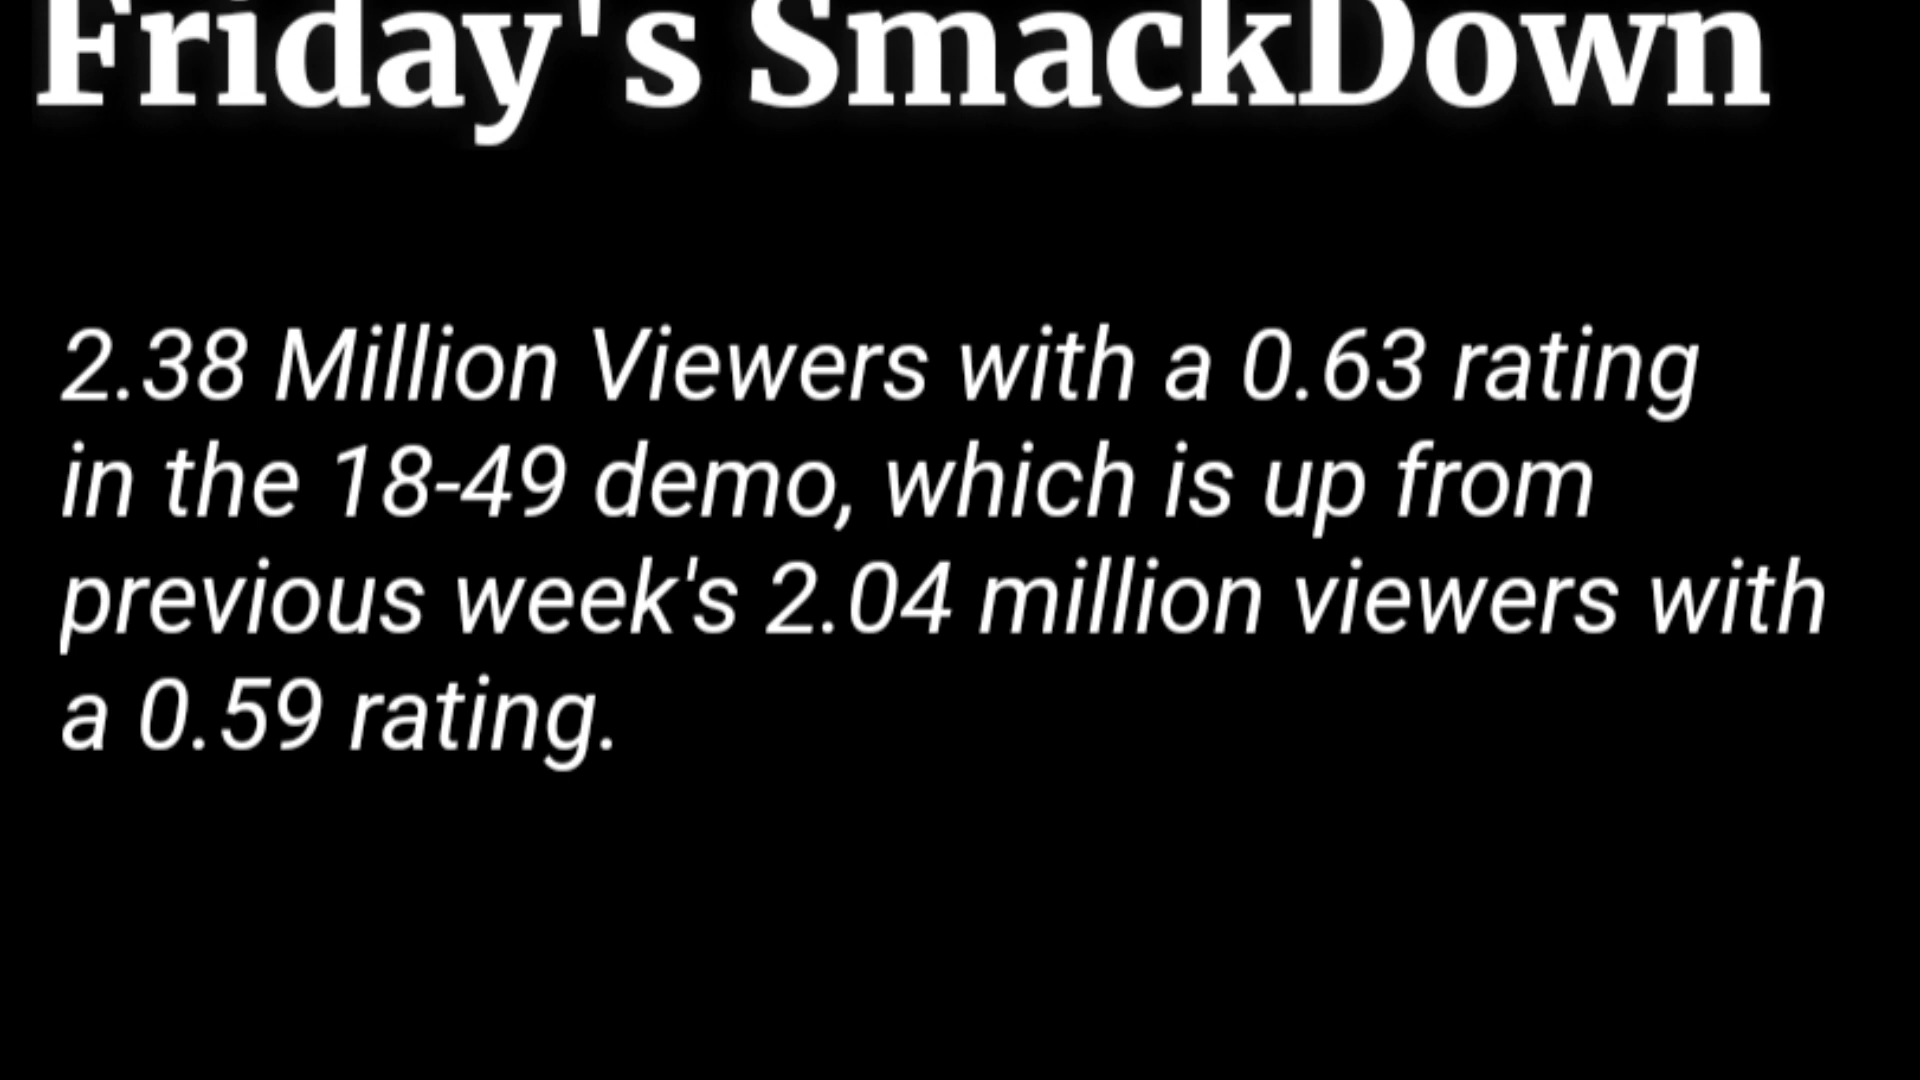 Friday's SmackDown
2.38 Million Viewers with a 0.63 rating
in the 18-49 demo, which is up from
previous week's 2.04 million viewers with
a 0.59 rating.